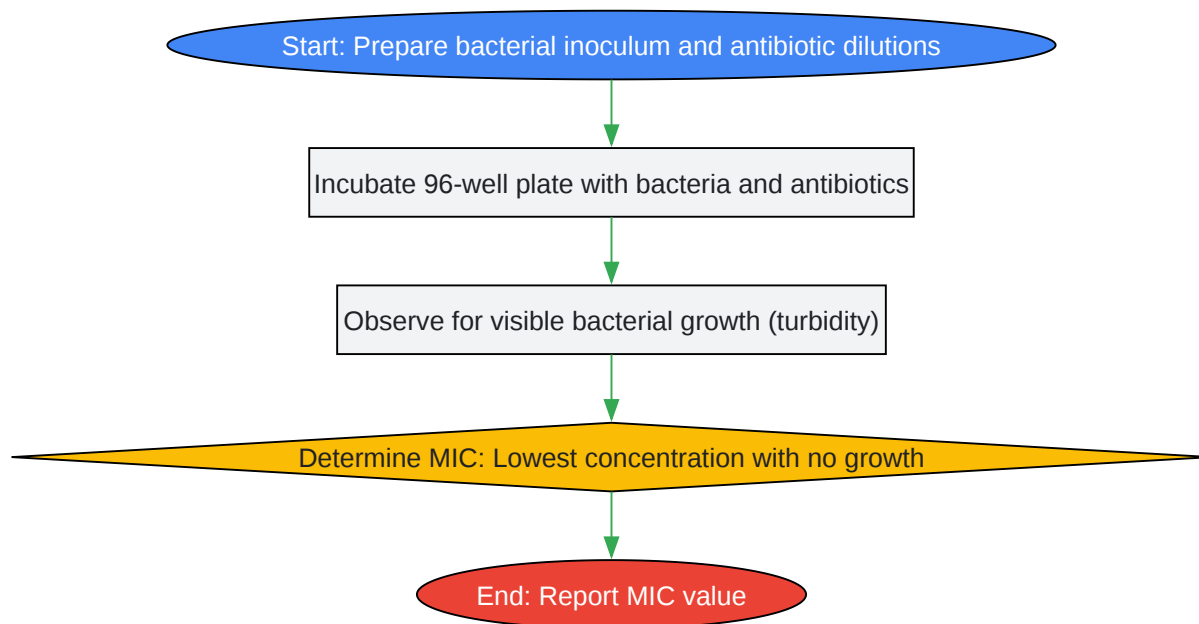 Start: Prepare bacterial inoculum and antibiotic dilutions
Incubate 96-well plate with bacteria and antibiotics
Observe for visible bacterial growth (turbidity)
Determine MIC: Lowest concentration with no growth
End: Report MIC value